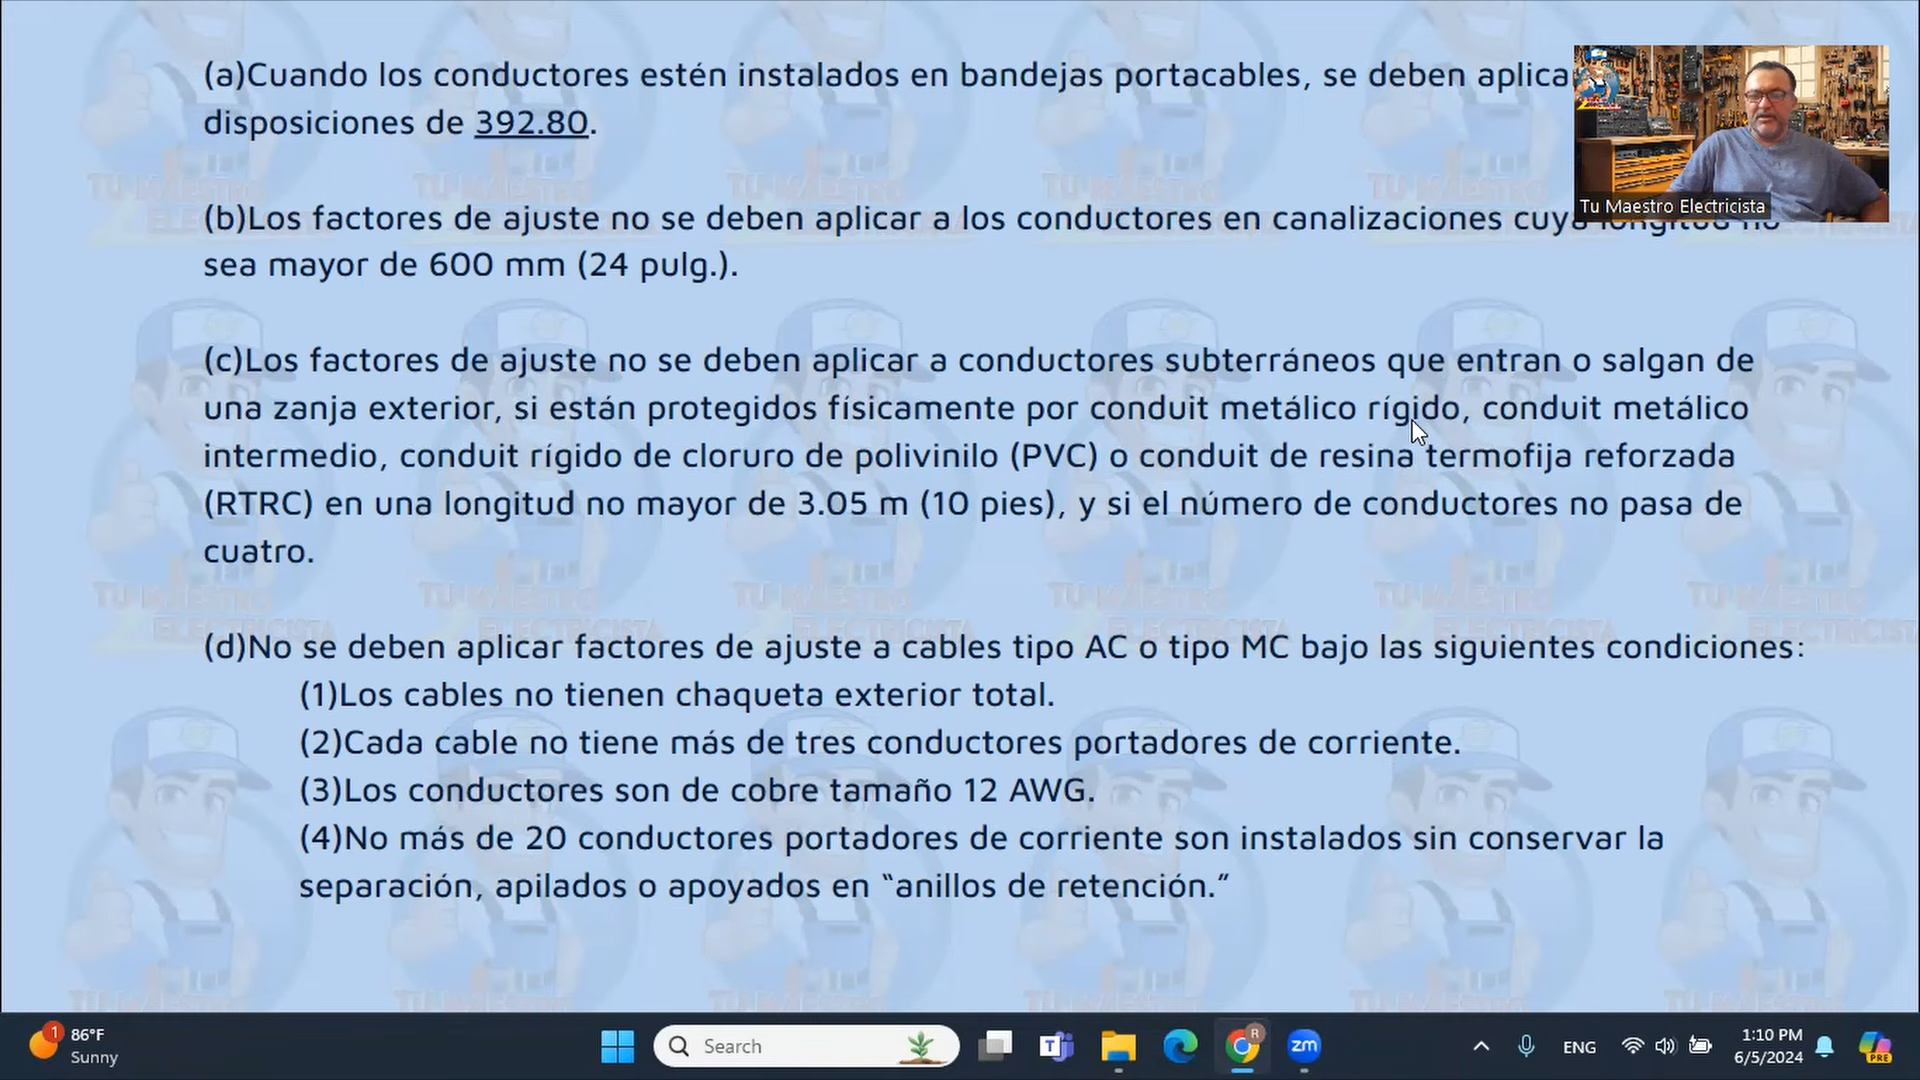 (a)Cuando los conductores estén instalados en bandejas portacables, se deben aplica
disposiciones de 392.80.
(b)Los factores de ajuste no se deben aplicar a los conductores en canalizaciones cuya longitud no
sea mayor de 600 mm (24 pulg.).
(c)Los factores de ajuste no se deben aplicar a conductores subterráneos que entran o salgan de
una zanja exterior, si están protegidos físicamente por conduit metálico rígido, conduit metálico
intermedio, conduit rígido de cloruro de polivinilo (PVC) o conduit de resina termofija reforzada
(RTRC) en una longitud no mayor de 3.05 m (10 pies), y si el número de conductores no pasa de
cuatro.
(d)No se deben aplicar factores de ajuste a cables tipo AC o tipo MC bajo las siguientes condiciones:
(1)Los cables no tienen chaqueta exterior total.
(2)Cada cable no tiene más de tres conductores portadores de corriente.
(3)Los conductores son de cobre tamaño 12 AWG.
(4)No más de 20 conductores portadores de corriente son instalados sin conservar la
separación, apilados o apoyados en “anillos de retención.”
Tu Maestro Electricista
TU MAESTRO
ELECTRICISTA
1
86°F
Sunny
Search
T
R
zm
ENG
1:10 PM
6/5/2024
PRE